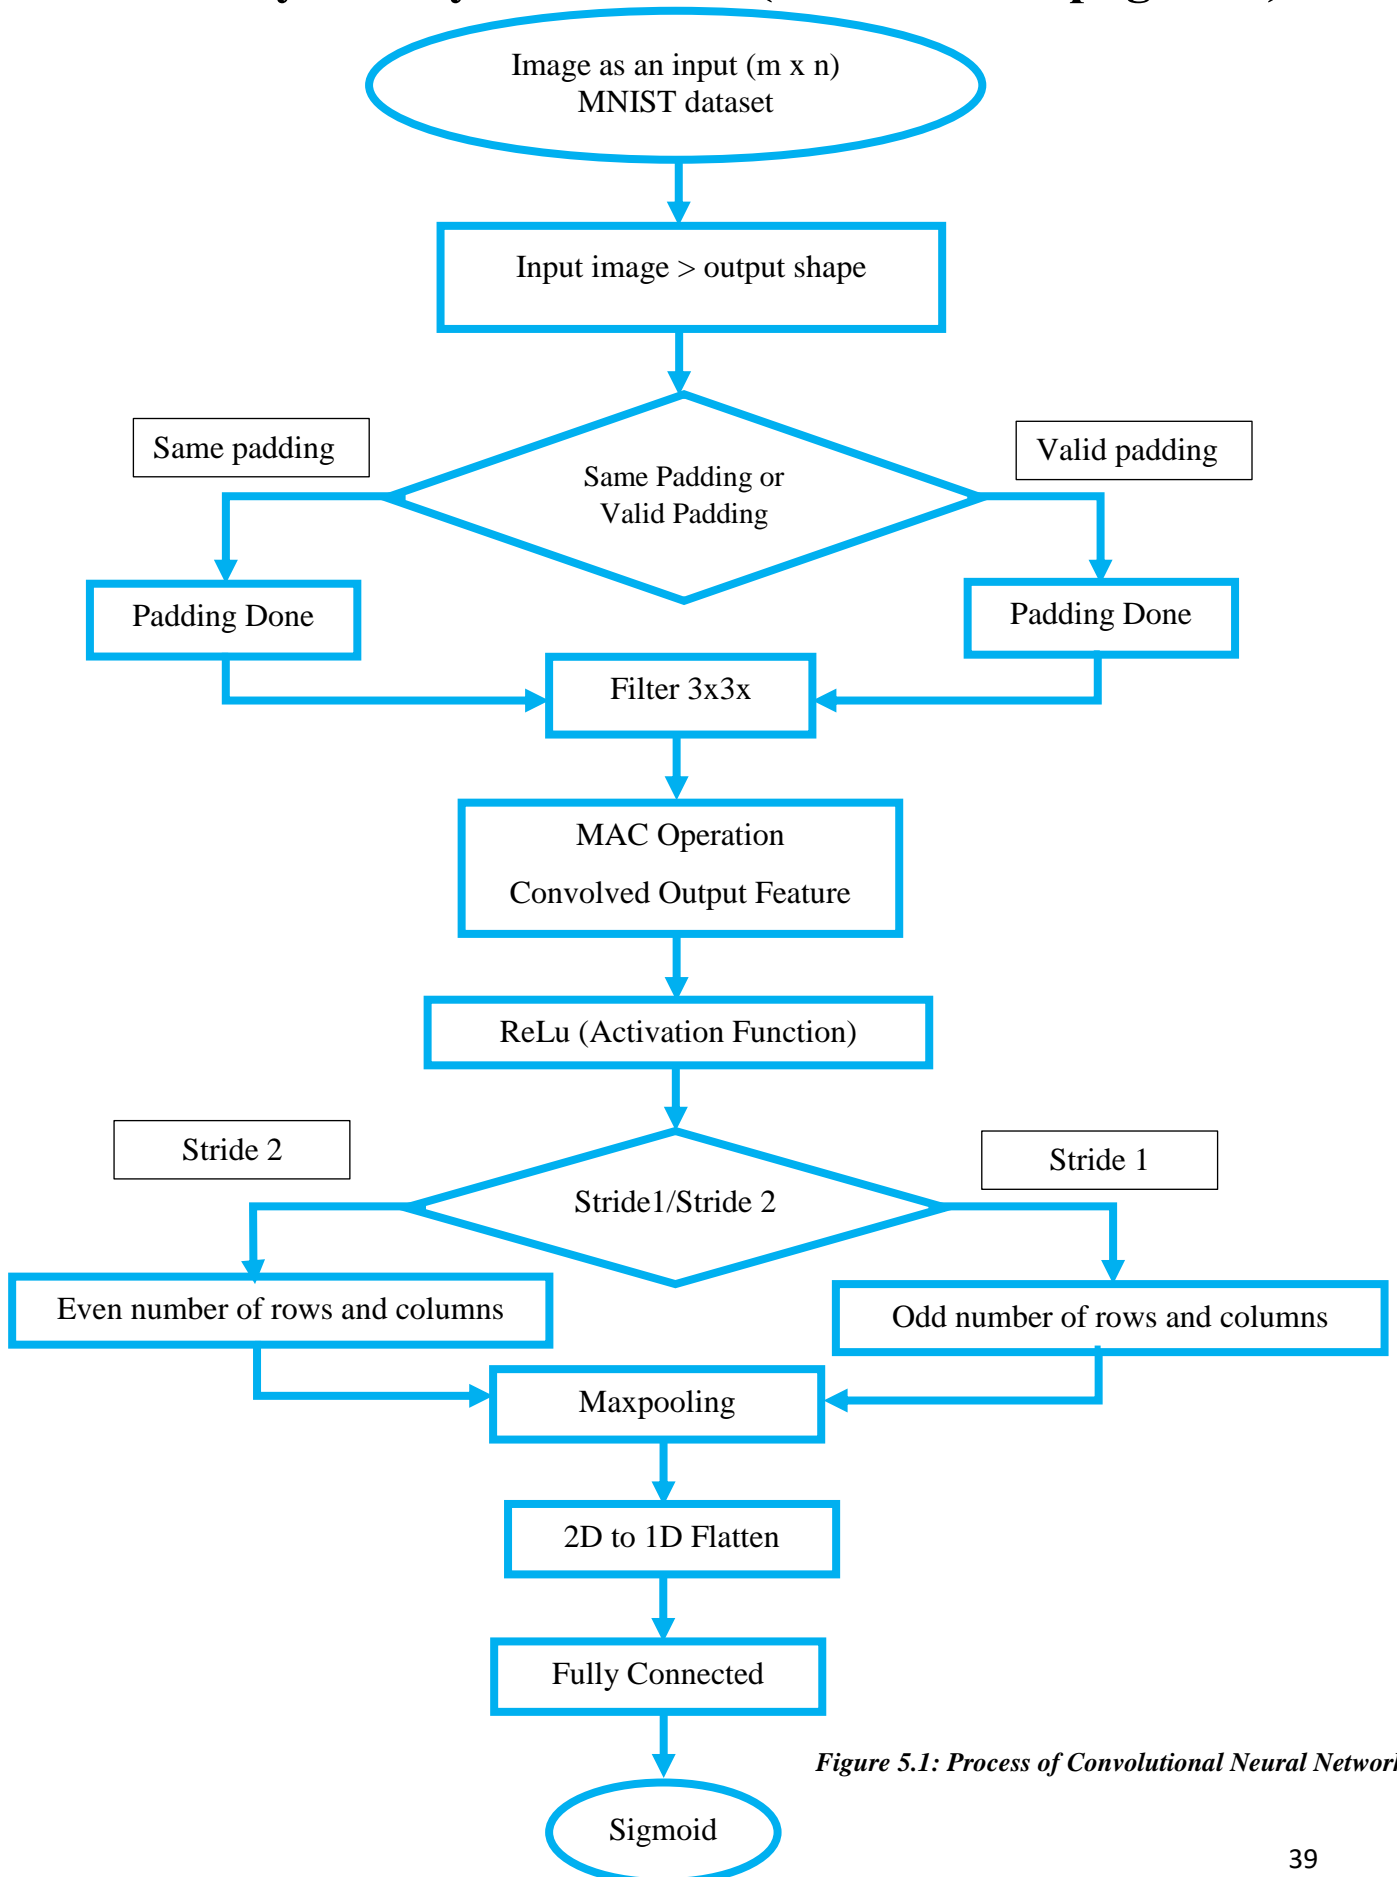 Image as an input (m x n)
MNIST dataset
Input image > output shape
Same padding
Valid padding
Same Padding or
Valid Padding
Padding Done
Padding Done
Filter 3x3x
MAC Operation
Convolved Output Feature
ReLu (Activation Function)
Stride 2
Stride 1
Stride1/Stride 2
Even number of rows and columns
Odd number of rows and columns
Maxpooling
2D to 1D Flatten
Fully Connected
Figure 5.1: Process of Convolutional Neural Network
Sigmoid
39